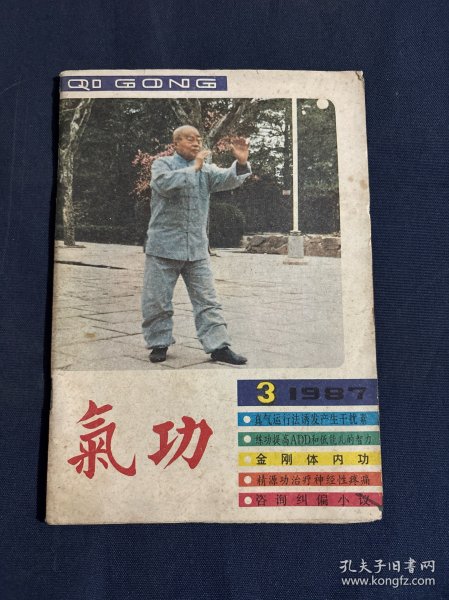 QI GONG
3 1987
真气运行法诱发产生干扰素
练功提高ADD和低能儿的智力
金刚体内功
精源功治疗神经性疼痛
咨询纠偏小议
氣功
孔夫子旧书网
www.kongfz.com